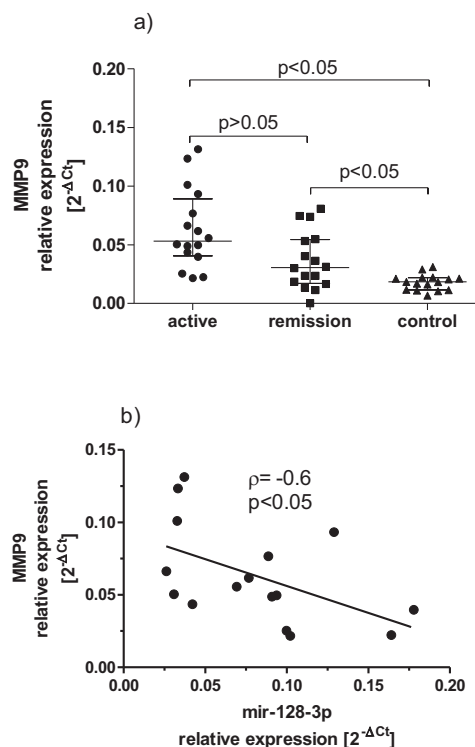 a)
MMP9
relative expression
[2^-ΔCt]
0.20
0.15
0.10
0.05
0.00
p<0.05
p>0.05
p<0.05
active remission control
b)
MMP9
relative expression
[2^-ΔCt]
0.15
0.10
0.05
0.00
ρ= -0.6
p<0.05
0.00 0.05 0.10 0.15 0.20
mir-128-3p
relative expression [2^-ΔCt]